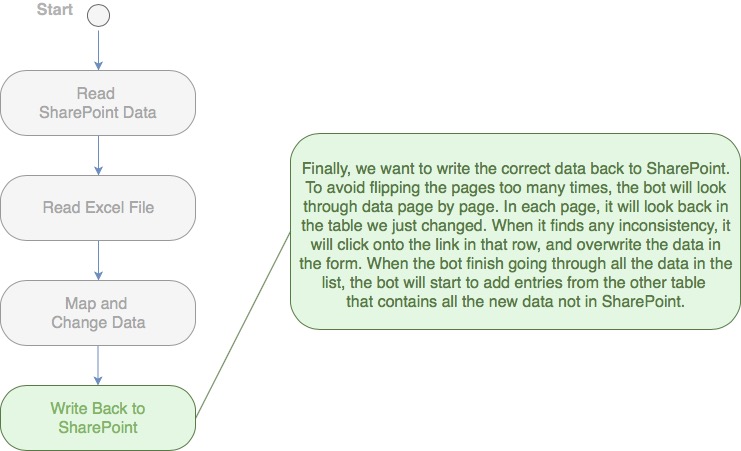 Start
Read
SharePoint Data
Read Excel File
Map and
Change Data
Write Back to
SharePoint
Finally, we want to write the correct data back to SharePoint.
To avoid flipping the pages too many times, the bot will look
through data page by page. In each page, it will look back in
the table we just changed. When it finds any inconsistency, it
will click onto the link in that row, and overwrite the data in
the form. When the bot finish going through all the data in the
list, the bot will start to add entries from the other table
that contains all the new data not in SharePoint.